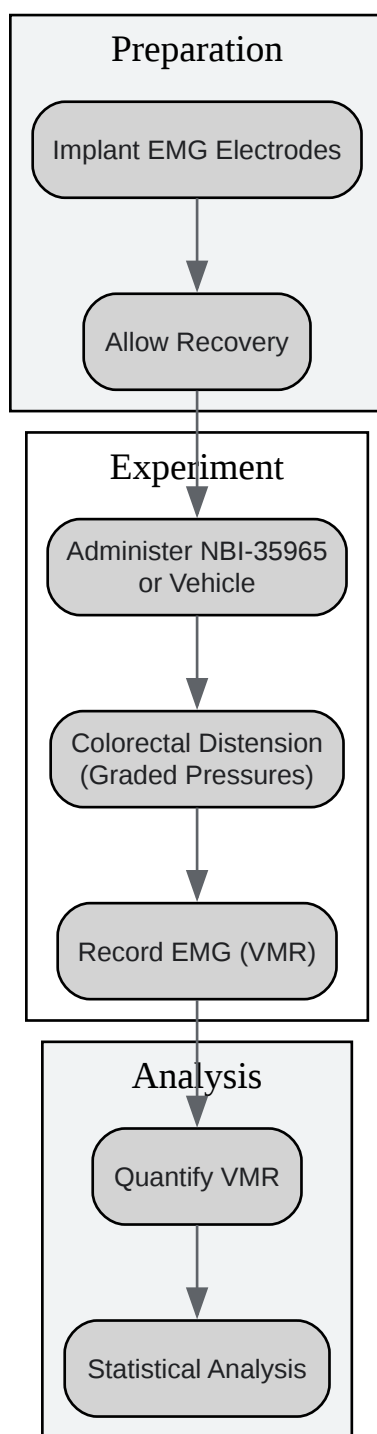 Preparation
Implant EMG Electrodes
Allow Recovery
Experiment
Administer NBI-35965
or Vehicle
Colorectal Distension
(Graded Pressures)
Record EMG (VMR)
Analysis
Quantify VMR
Statistical Analysis